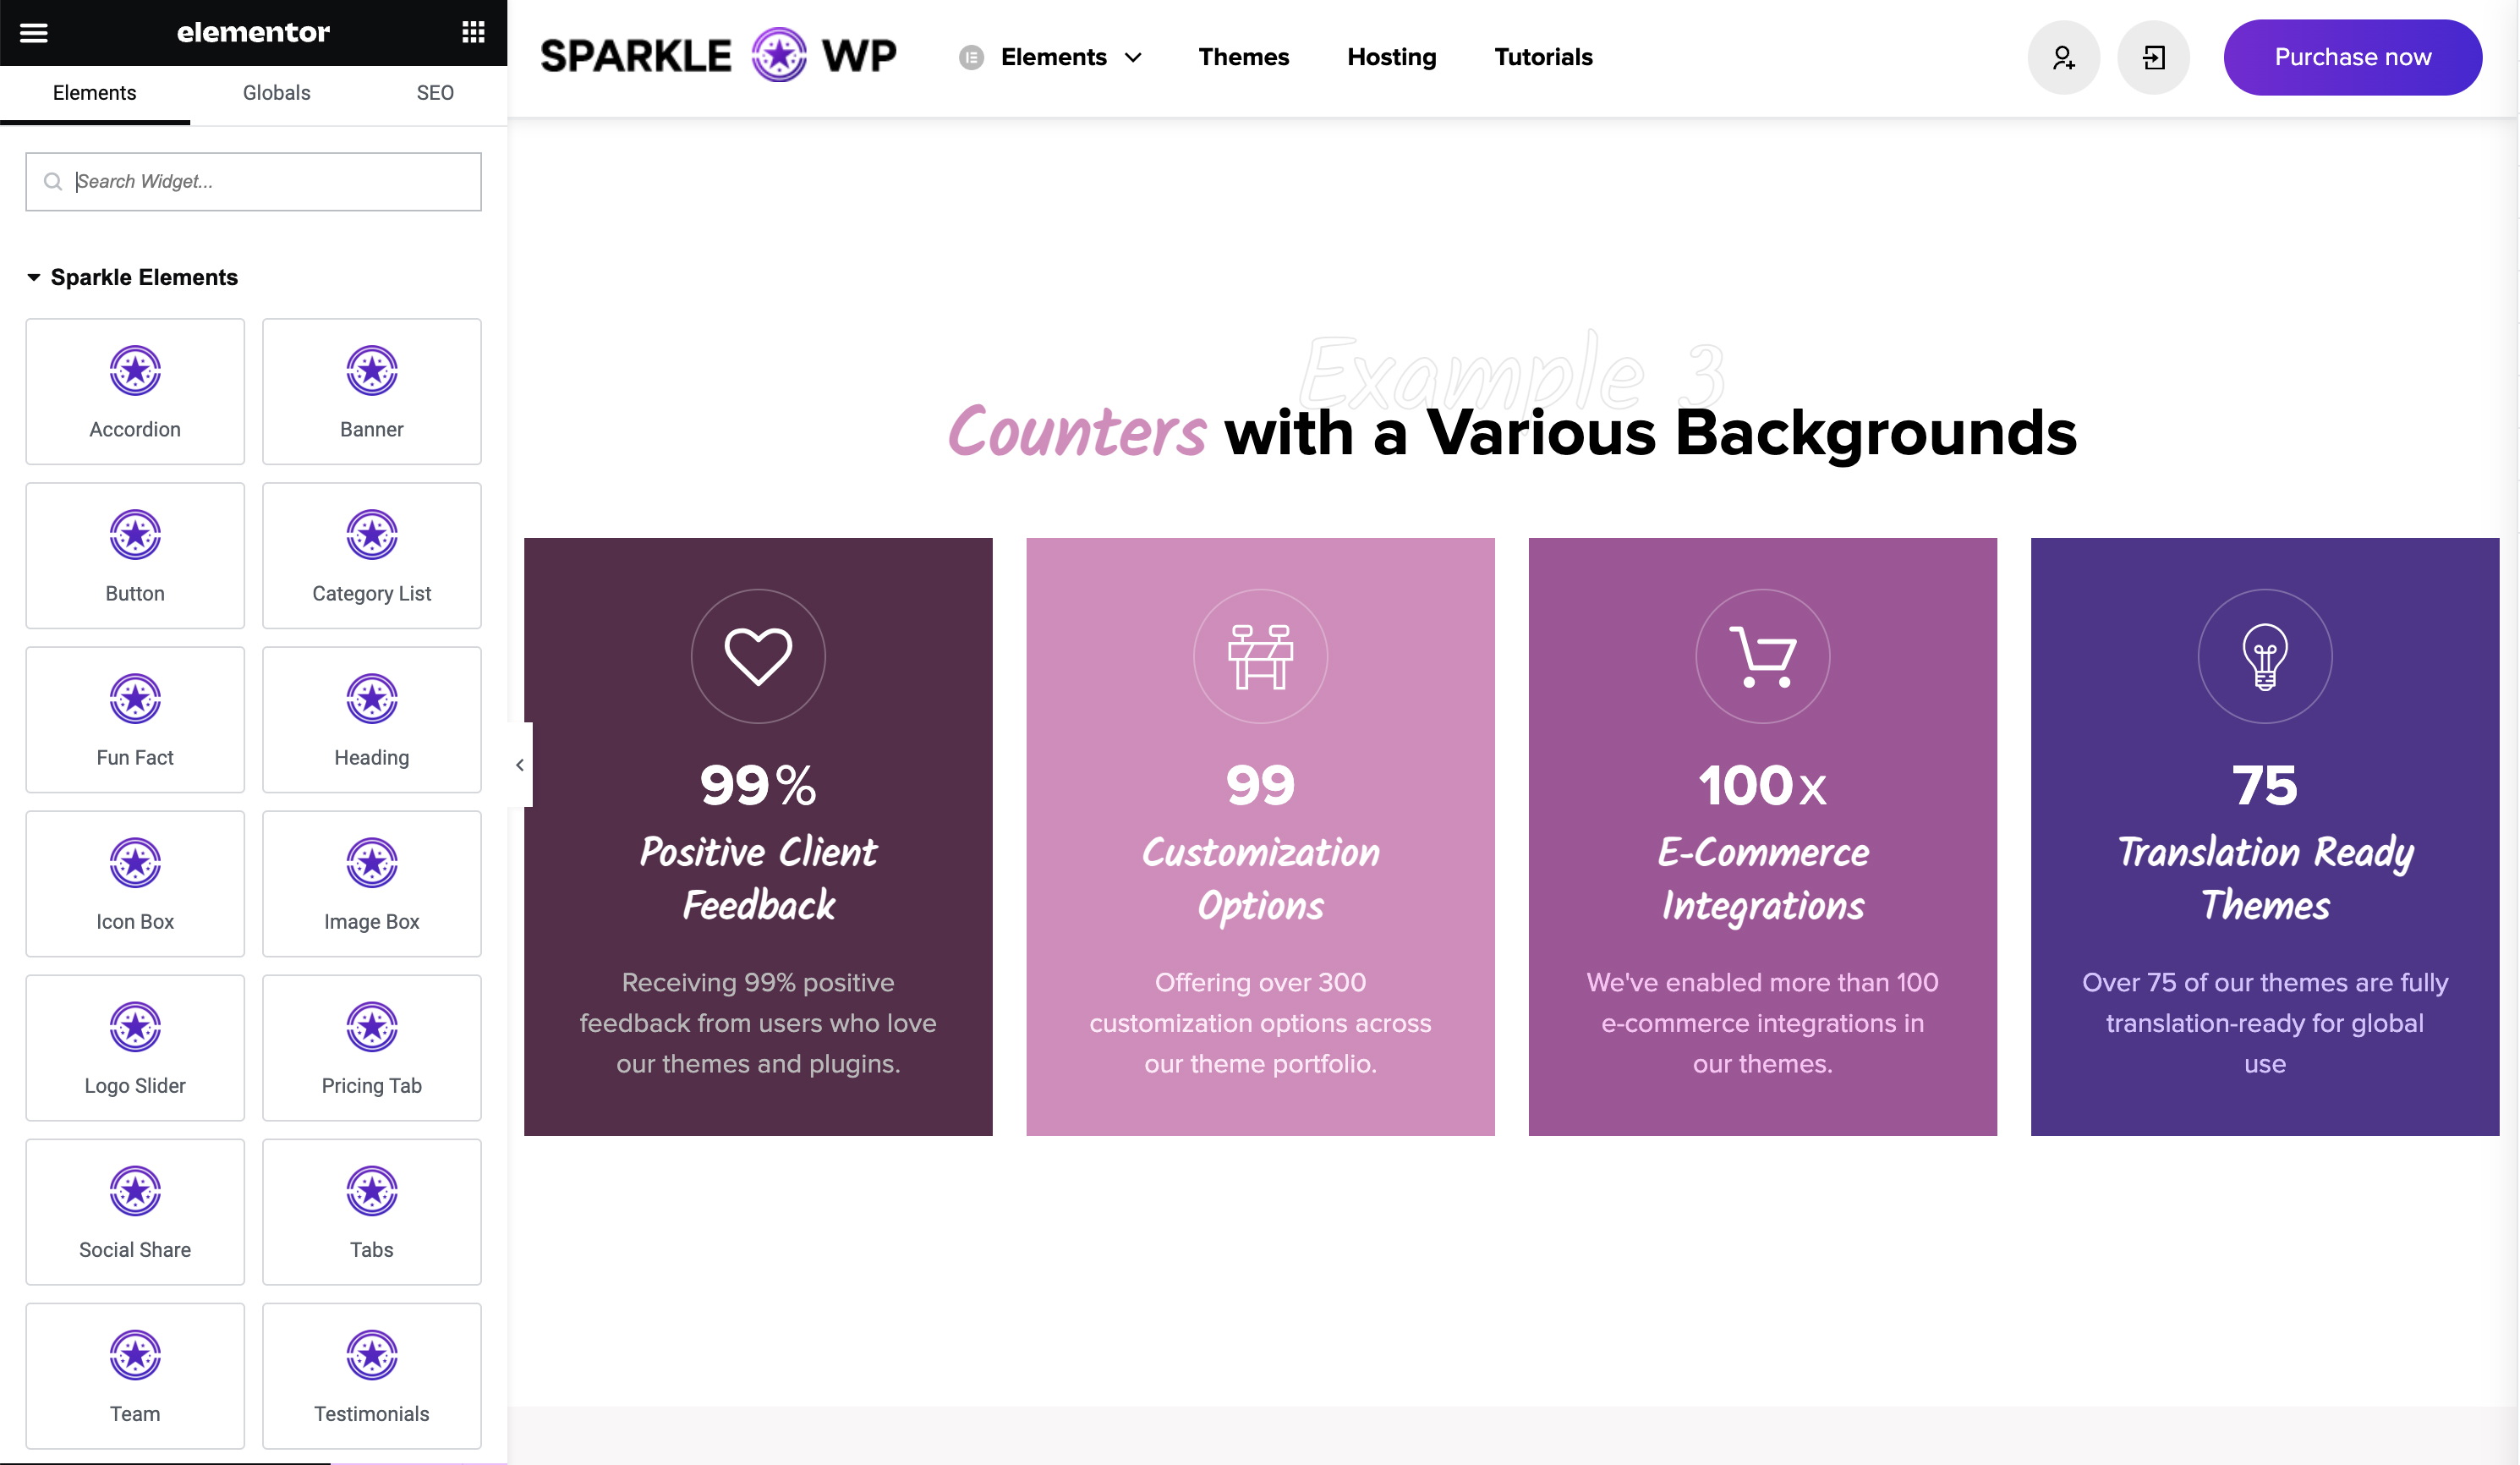 elementor
Elements Globals SEO
Search Widget...
Sparkle Elements
Accordion Banner
Button Category List
Fun Fact Heading
Icon Box Image Box
Logo Slider Pricing Tab
Social Share Tabs
Team Testimonials
SPARKLE WP Elements Themes Hosting Tutorials Purchase now
Example 3
Counters with a Various Backgrounds
99%
Positive Client
Feedback
Receiving 99% positive
feedback from users who love
our themes and plugins.
99
Customization
Options
Offering over 300
customization options across
our theme portfolio.
100x
E-Commerce
Integrations
We've enabled more than 100
e-commerce integrations in
our themes.
75
Translation Ready
Themes
Over 75 of our themes are fully
translation-ready for global
use